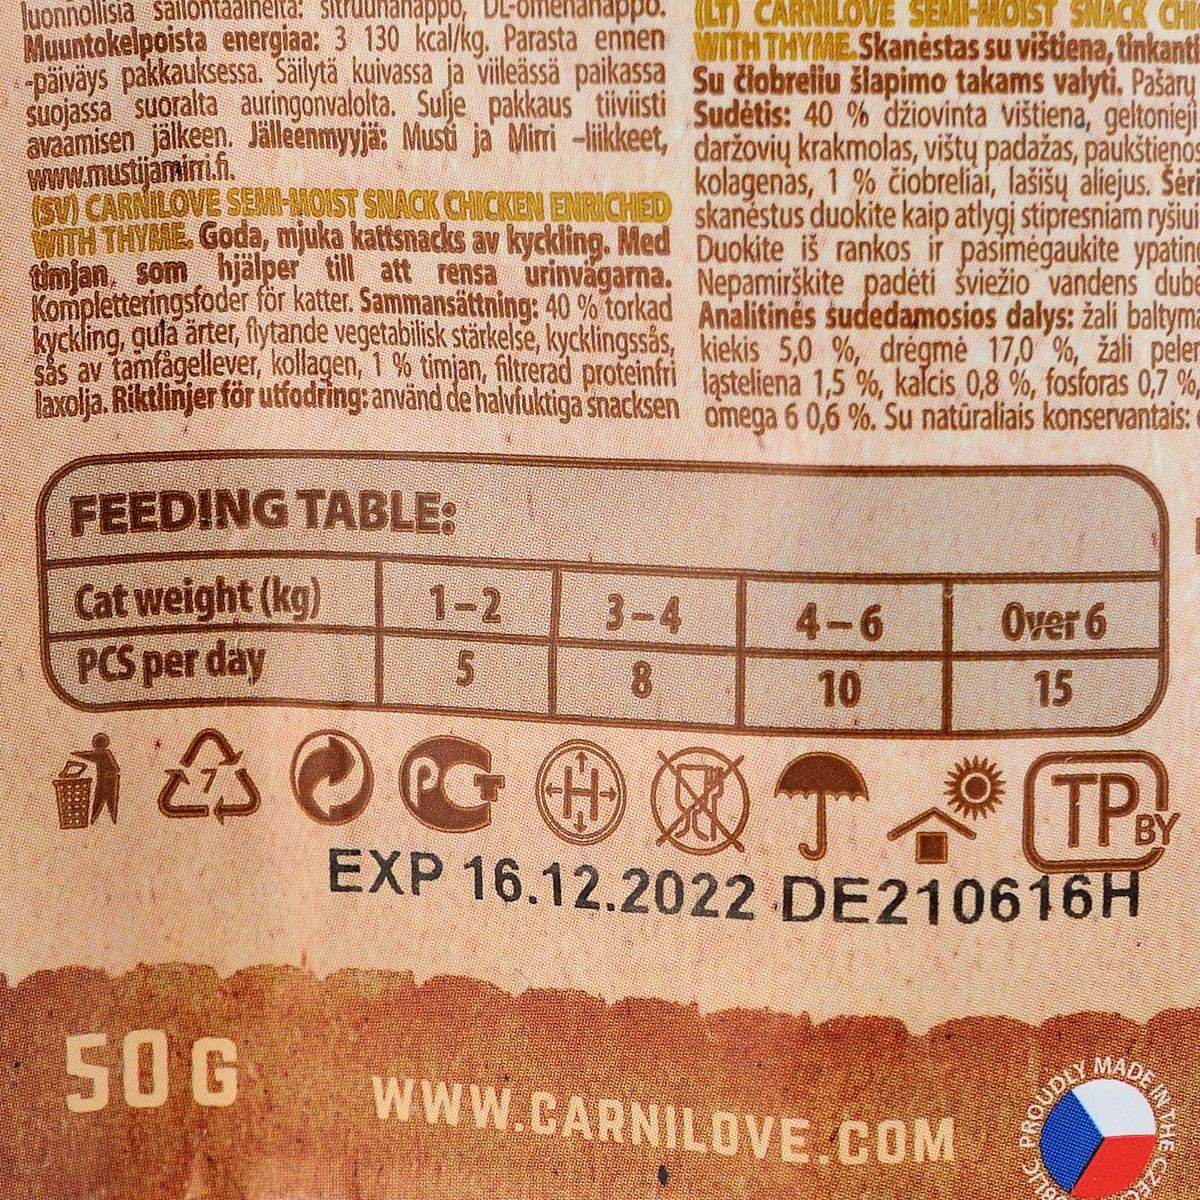 luonnollisia säilöntäaineita: sitruunahappo, DL-omenahappo.
Muuntokelpoista energiaa: 3 130 kcal/kg. Parasta ennen
-päiväys pakkauksessa. Säilytä kuivassa ja viileässä paikassa
suojassa suoralta auringonvalolta. Sulje pakkaus tiiviisti
avaamisen jälkeen. Jälleenmyyjä: Musti ja Mirri –liikkeet,
www.mustijamirri.fi.
(SV) CARNILOVE SEMI-MOIST SNACK CHICKEN ENRICHED
WITH THYME. Goda, mjuka kattsnacks av kyckling. Med
timjan, som hjälper till att rensa urinvägarna.
Kompletteringsfoder för katter. Sammansättning: 40 % torkad
kyckling, gula ärter, flytande vegetabilisk stärkelse, kycklingssås,
sås av tamfågellever, kollagen, 1 % timjan, filtrerad proteinfri
laxolja. Riktlinjer för utfodring: använd de halvfuktiga snacksen
(LT) CARNILOVE SEMI-MOIST SNACK CHI
WITH THYME. Skanėstas su vištiena, tinkanti
Su čiobreliu šlapimo takams valyti. Pašarų
Sudėtis: 40 % džiovinta vištiena, geltonieji
daržovių krakmolas, vištų padažas, paukštienos
kolagenas, 1 % čiobreliai, lašišų aliejus. Šėri
skanėstus duokite kaip atlygį stipresniam ryšiu
Duokite iš rankos ir pasimėgaukite ypatin
Nepamirškite padėti šviežio vandens dube
Analitinės sudedamosios dalys: žali baltym
kiekis 5,0 %, drėgmė 17,0 %, žali pelen
ląsteliena 1,5 %, kalcis 0,8 %, fosforas 0,7 %,
omega 6 0,6 %. Su natūraliais konservantais:
FEEDING TABLE:
Cat weight (kg) 1–2 3–4 4–6 Over 6
PCS per day 5 8 10 15
7 PCT H TP BY
EXP 16.12.2022 DE210616H
50 G
WWW.CARNILOVE.COM
PROUDLY MADE IN THE CZE